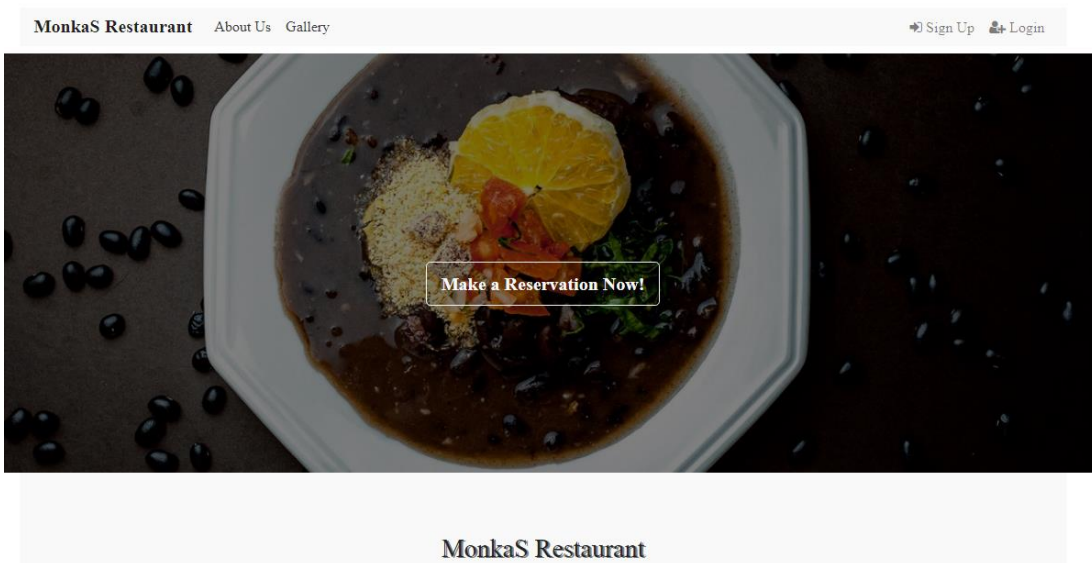 MonkaS Restaurant About Us Gallery Sign Up Login
Make a Reservation Now!
MonkaS Restaurant